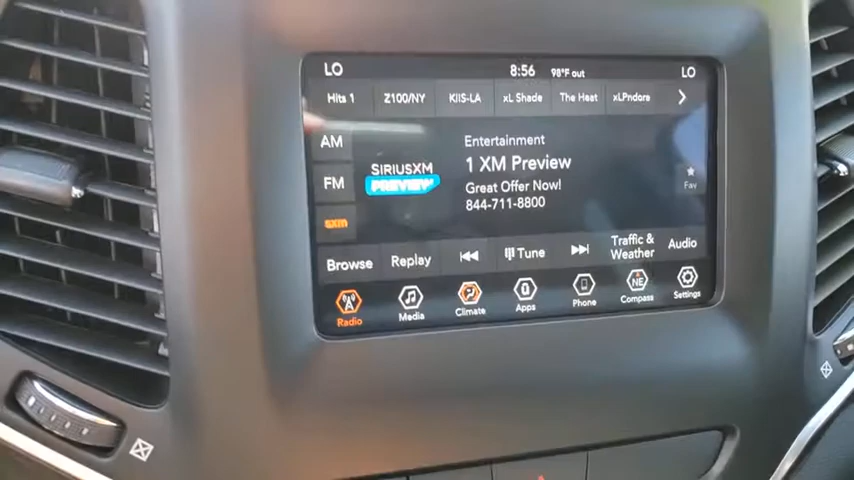 LO 8:56 98°F out LO
Hits 1 Z100/NY KIIS-LA xL Shade The Heat xLPndora
AM
FM
sxm
SIRIUSXM
PREVIEW
Entertainment
1 XM Preview
Great Offer Now!
844-711-8800
Fav
Browse Replay Tune Traffic & Weather Audio
Radio Media Climate Apps Phone NE Compass Settings